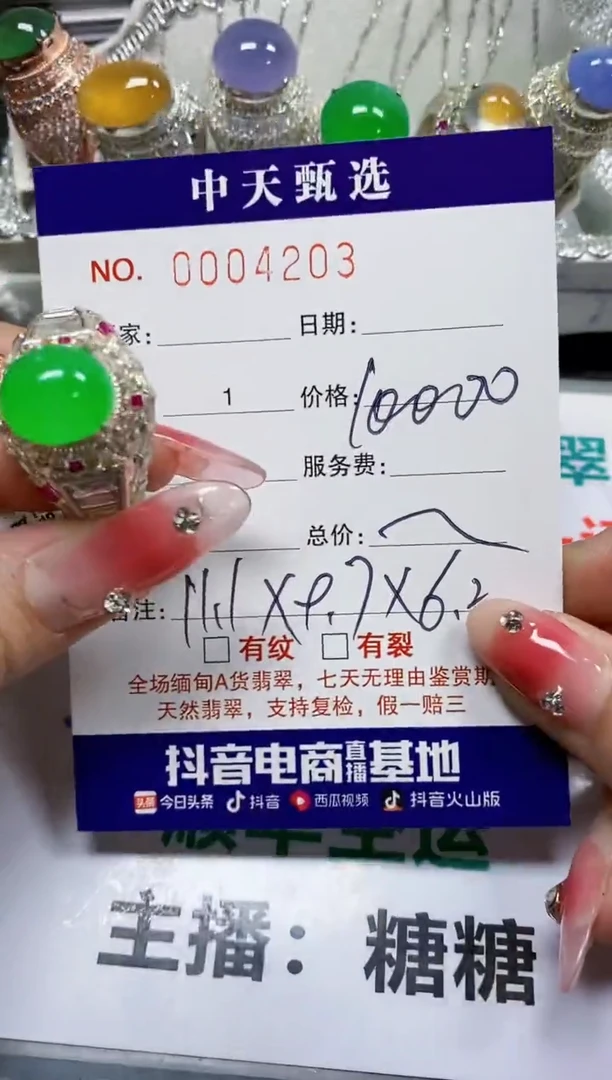 中天甄选
NO. 0004203
家: 日期:
1 价格: 10000
服务费:
总价:
备注: 11.1X9.7X6.2
□有纹 □有裂
全场缅甸A货翡翠，七天无理由鉴赏期
天然翡翠，支持复检，假一赔三
抖音电商直播基地
头条 今日头条 抖音 西瓜视频 抖音火山版
主播：糖糖